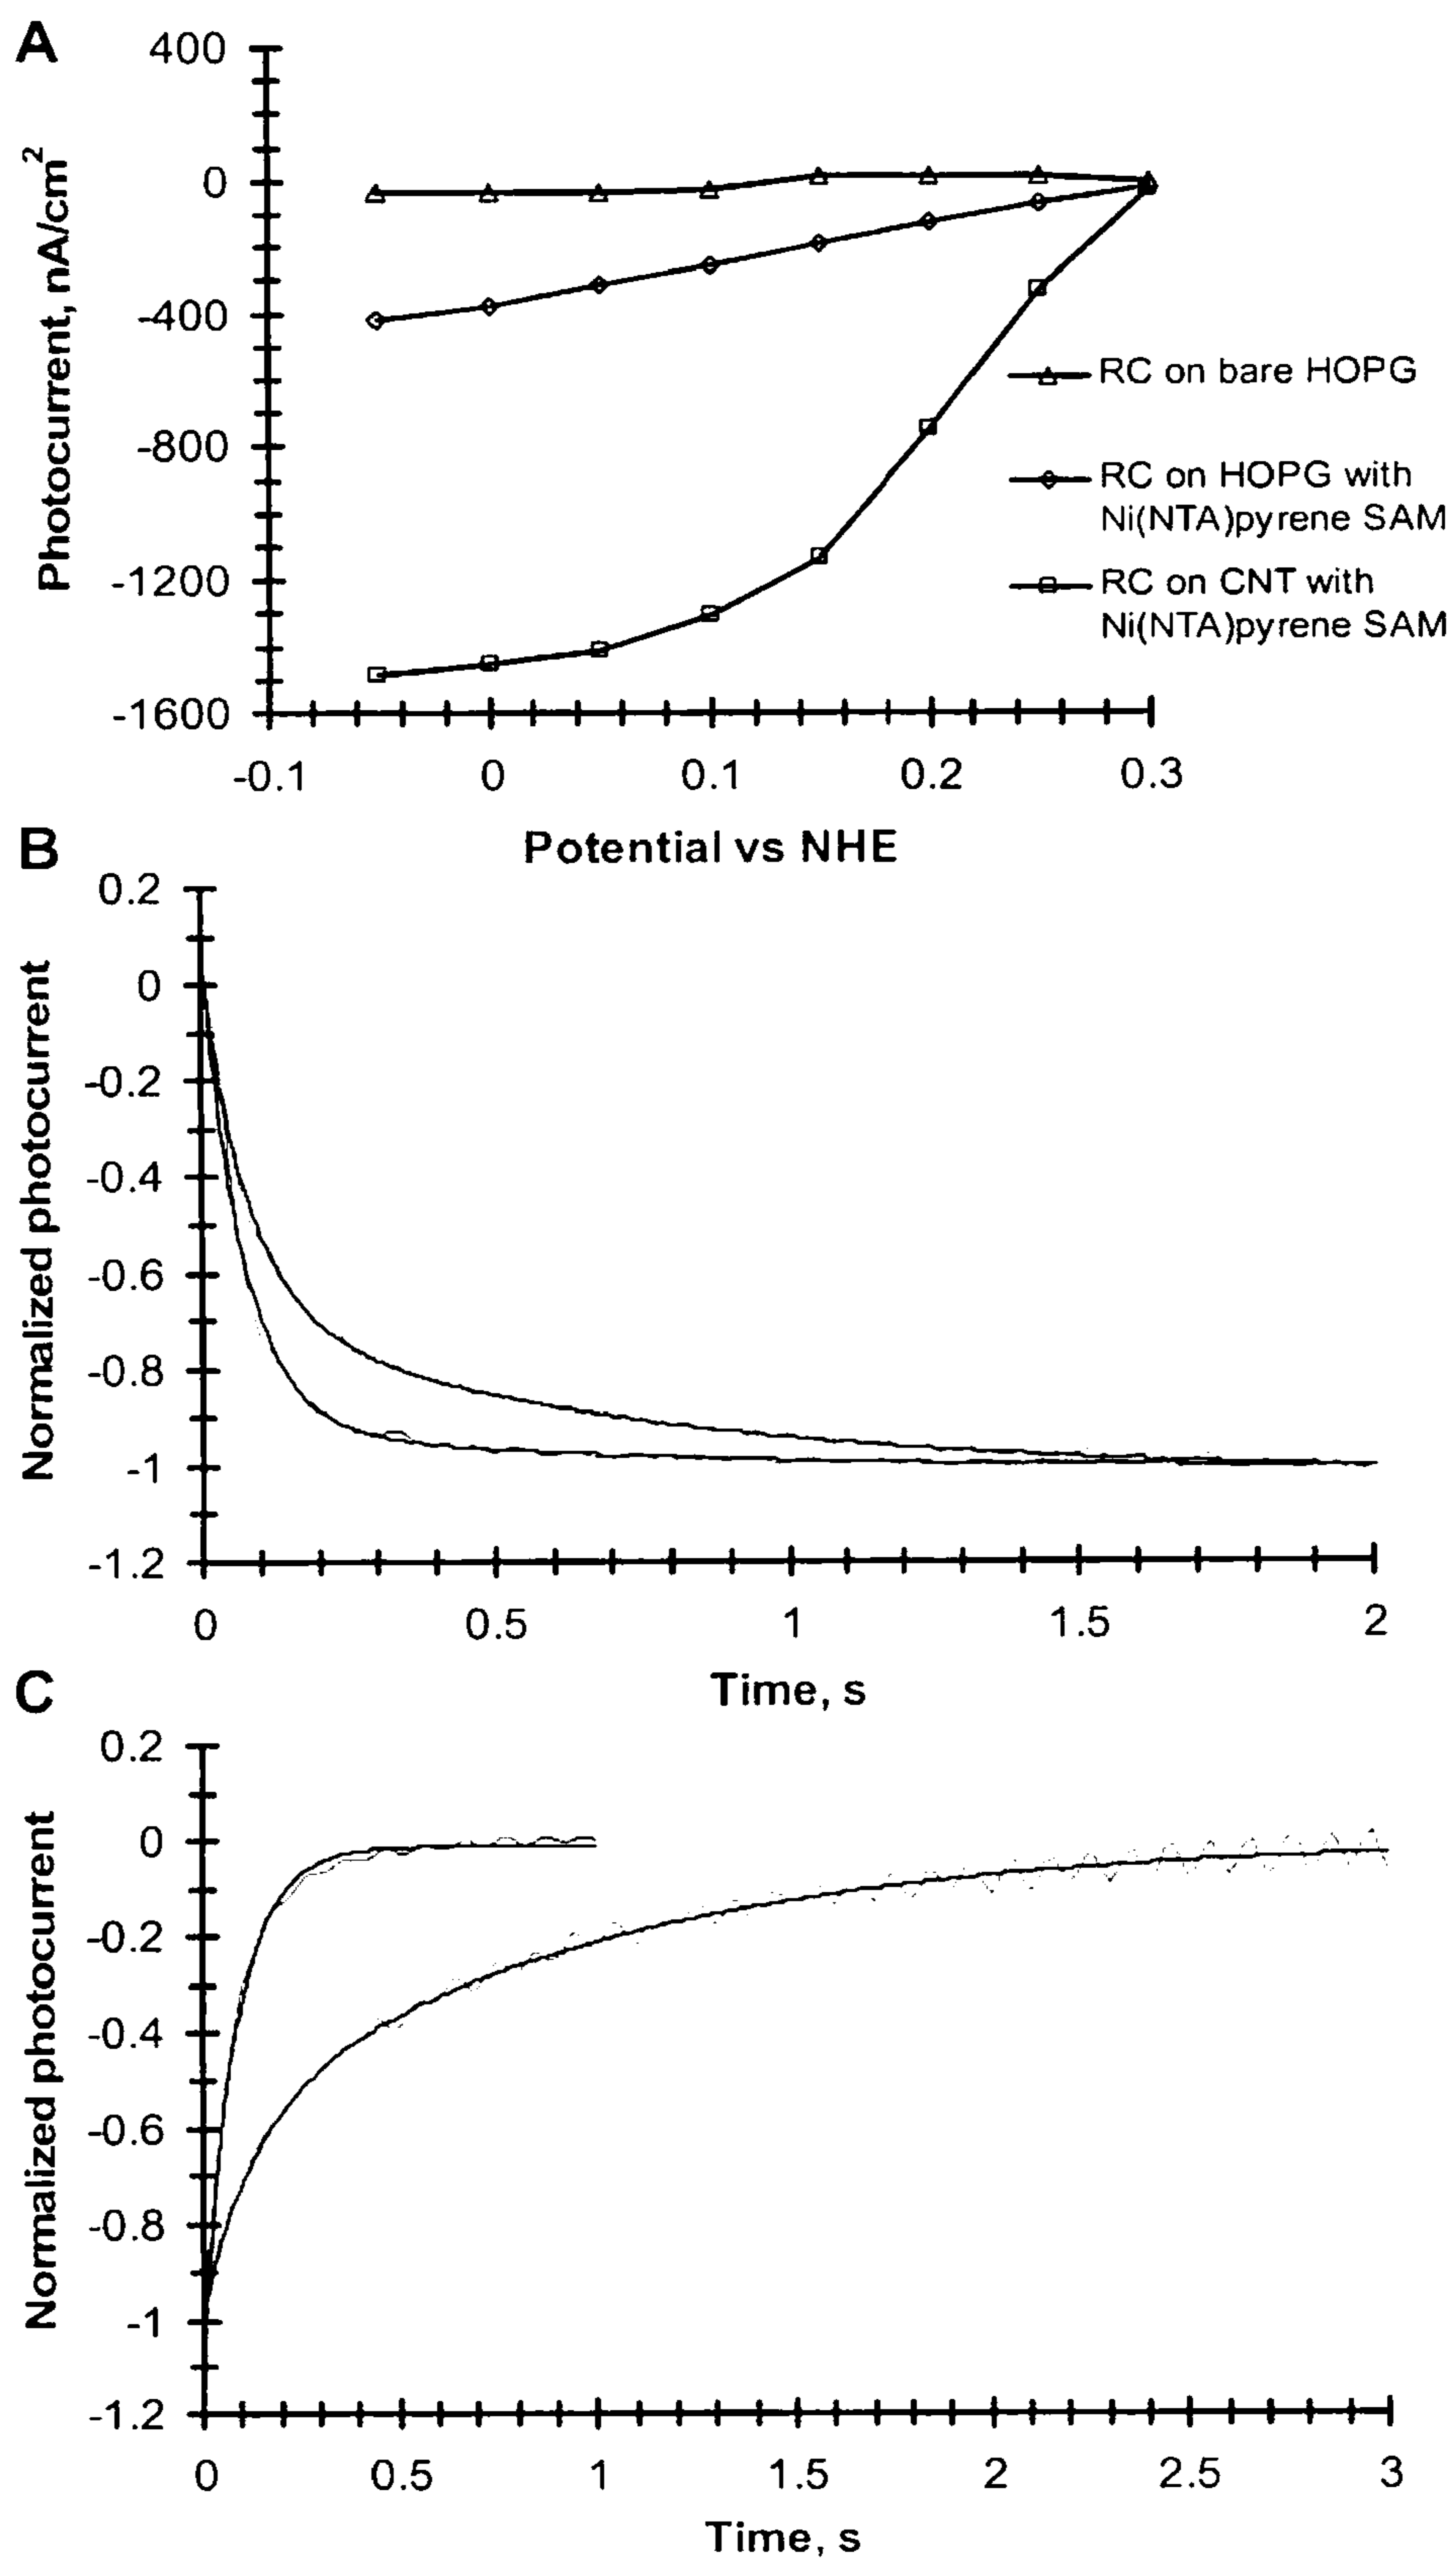 A
400
0
-400
-800
-1200
-1600
Photocurrent, nA/cm²
-0.1 0 0.1 0.2 0.3
Potential vs NHE
RC on bare HOPG
RC on HOPG with
Ni(NTA)pyrene SAM
RC on CNT with
Ni(NTA)pyrene SAM
B
0.2
0
-0.2
-0.4
-0.6
-0.8
-1
-1.2
Normalized photocurrent
0 0.5 1 1.5 2
Time, s
C
0.2
0
-0.2
-0.4
-0.6
-0.8
-1
-1.2
Normalized photocurrent
0 0.5 1 1.5 2 2.5 3
Time, s